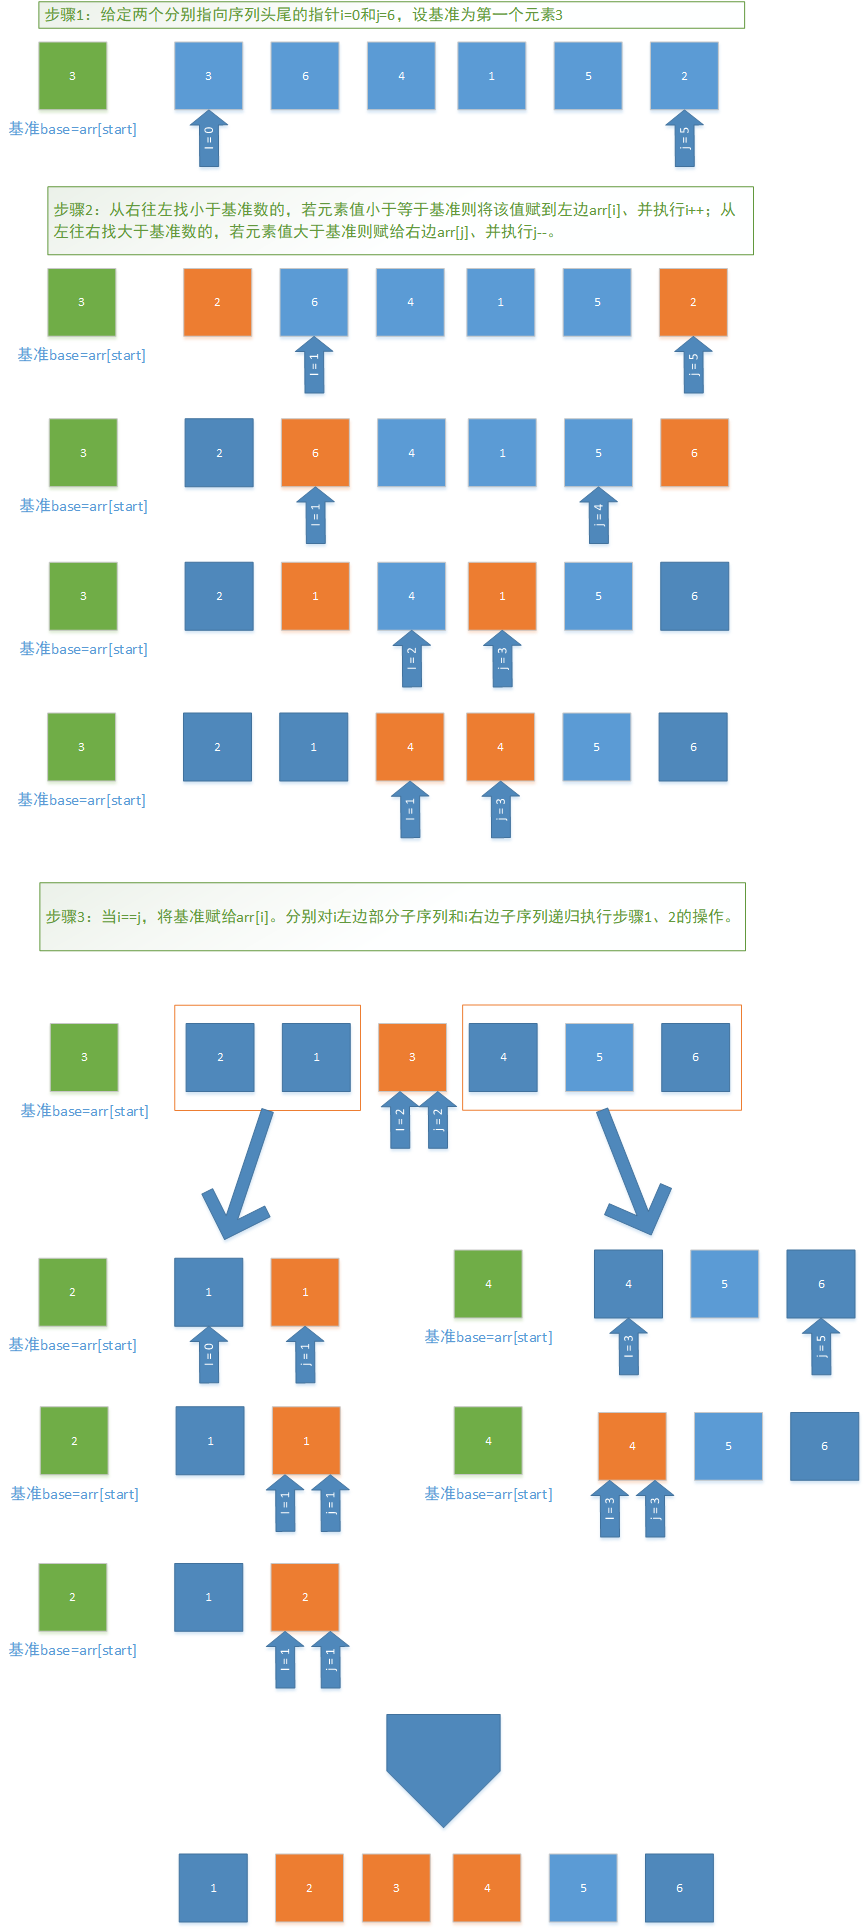 步骤1：给定两个分别指向序列头尾的指针i=0和j=6，设基准为第一个元素3
3 3 6 4 1 5 2
基准base=arr[start] I = 0 j = 5
步骤2：从右往左找小于基准数的，若元素值小于等于基准则将该值赋到左边arr[i]、并执行i++；从
左往右找大于基准数的，若元素值大于基准则赋给右边arr[j]、并执行j--。
3 2 6 4 1 5 2
基准base=arr[start] I = 1 j = 5
3 2 6 4 1 5 6
基准base=arr[start] I = 1 j = 4
3 2 1 4 1 5 6
基准base=arr[start] I = 2 j = 3
3 2 1 4 4 5 6
基准base=arr[start] I = 1 j = 3
步骤3：当i==j，将基准赋给arr[i]。分别对i左边部分子序列和i右边子序列递归执行步骤1、2的操作。
3 2 1 3 4 5 6
基准base=arr[start] I = 2 j = 2
2 1 1
基准base=arr[start] I = 0 j = 1
4 4 5 6
基准base=arr[start] I = 3 j = 5
2 1 1
基准base=arr[start] I = 1 j = 1
4 4 5 6
基准base=arr[start] I = 3 j = 3
2 1 2
基准base=arr[start] I = 1 j = 1
1 2 3 4 5 6